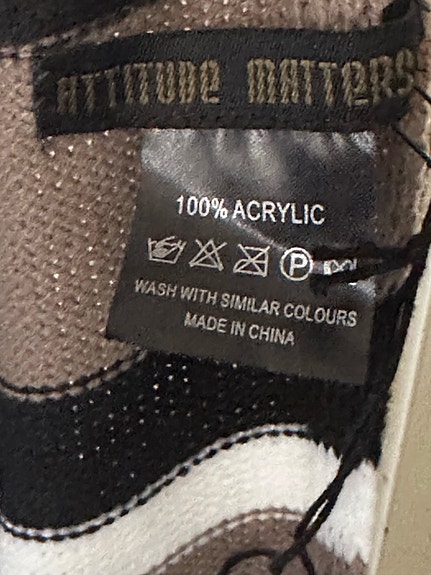 ATTITUDE MATTERS
100% ACRYLIC
P
WASH WITH SIMILAR COLOURS
MADE IN CHINA